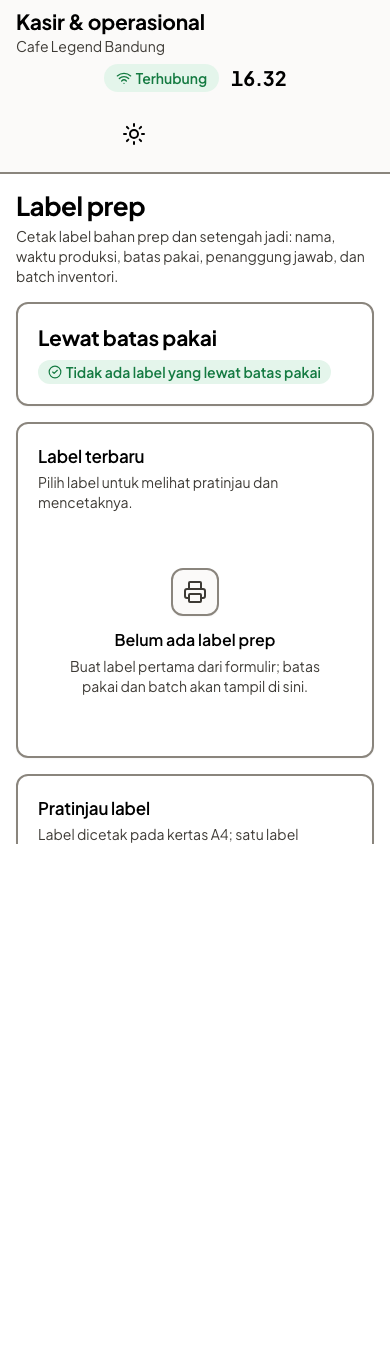 Kasir & operasional
Cafe Legend Bandung
Terhubung 16.32
Label prep
Cetak label bahan prep dan setengah jadi: nama,
waktu produksi, batas pakai, penanggung jawab, dan
batch inventori.
Lewat batas pakai
Tidak ada label yang lewat batas pakai
Label terbaru
Pilih label untuk melihat pratinjau dan
mencetaknya.
Belum ada label prep
Buat label pertama dari formulir; batas
pakai dan batch akan tampil di sini.
Pratinjau label
Label dicetak pada kertas A4; satu label